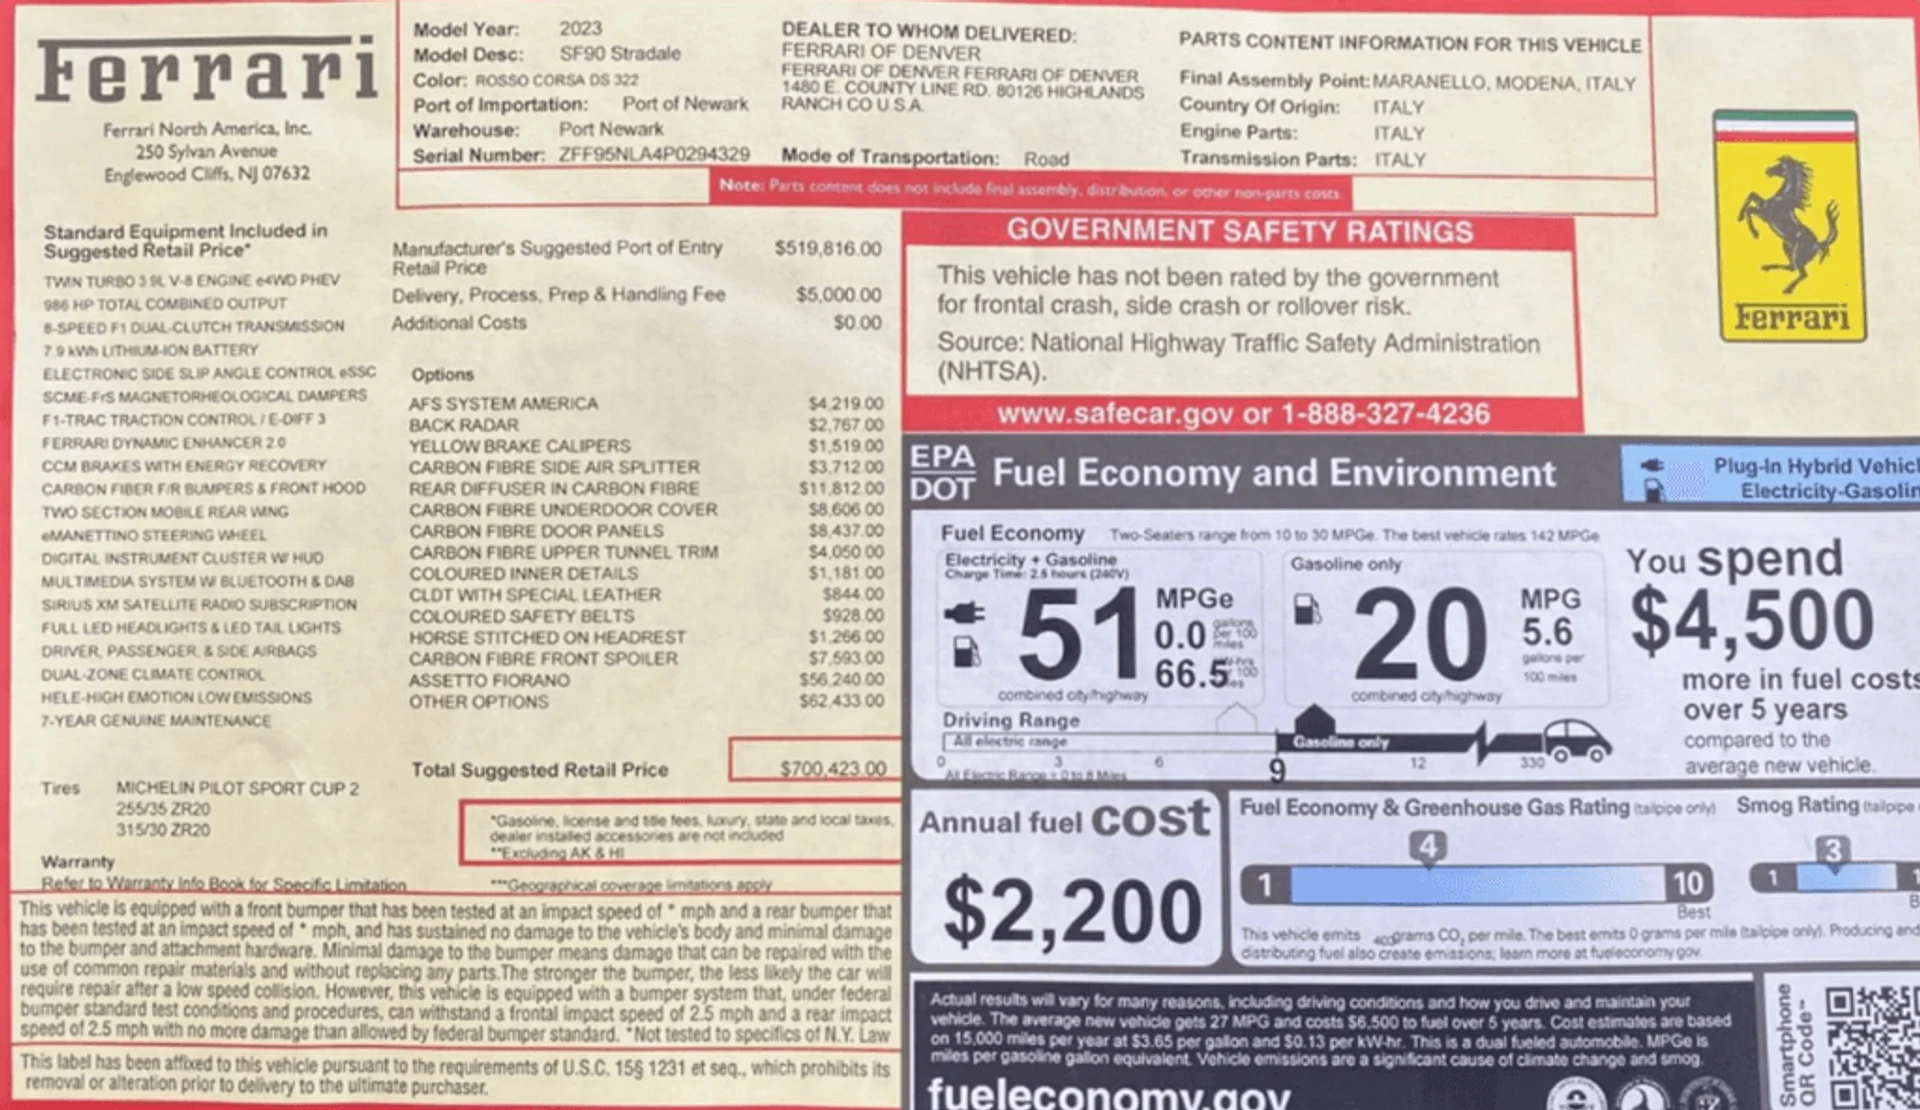 Ferrari
Ferrari North America, Inc.
250 Sylvan Avenue
Englewood Cliffs, NJ 07632
Model Year: 2023
Model Desc: SF90 Stradale
Color: ROSSO CORSA DS 322
Port of Importation: Port of Newark
Warehouse: Port Newark
Serial Number: ZFF95NLA4P0294329
DEALER TO WHOM DELIVERED:
FERRARI OF DENVER
FERRARI OF DENVER FERRARI OF DENVER
1480 E. COUNTY LINE RD. 80126 HIGHLANDS
RANCH CO U.S.A.
Mode of Transportation: Road
PARTS CONTENT INFORMATION FOR THIS VEHICLE
Final Assembly Point: MARANELLO, MODENA, ITALY
Country Of Origin: ITALY
Engine Parts: ITALY
Transmission Parts: ITALY
Note: Parts content does not include final assembly, distribution, or other non-parts costs.
Ferrari
Standard Equipment Included in
Suggested Retail Price*
TWIN TURBO 3.9L V-8 ENGINE e4WD PHEV
986 HP TOTAL COMBINED OUTPUT
8-SPEED F1 DUAL-CLUTCH TRANSMISSION
7.9 kWh LITHIUM-ION BATTERY
ELECTRONIC SIDE SLIP ANGLE CONTROL eSSC
SCME-FrS MAGNETORHEOLOGICAL DAMPERS
F1-TRAC TRACTION CONTROL / E-DIFF 3
FERRARI DYNAMIC ENHANCER 2.0
CCM BRAKES WITH ENERGY RECOVERY
CARBON FIBER F/R BUMPERS & FRONT HOOD
TWO SECTION MOBILE REAR WING
eMANETTINO STEERING WHEEL
DIGITAL INSTRUMENT CLUSTER W/ HUD
MULTIMEDIA SYSTEM W/ BLUETOOTH & DAB
SIRIUS XM SATELLITE RADIO SUBSCRIPTION
FULL LED HEADLIGHTS & LED TAIL LIGHTS
DRIVER, PASSENGER, & SIDE AIRBAGS
DUAL-ZONE CLIMATE CONTROL
HELE-HIGH EMOTION LOW EMISSIONS
7-YEAR GENUINE MAINTENANCE
Tires MICHELIN PILOT SPORT CUP 2
255/35 ZR20
315/30 ZR20
Warranty
Refer to Warranty Info Book for Specific Limitation
Manufacturer's Suggested Port of Entry $519,816.00
Retail Price
Delivery, Process, Prep & Handling Fee $5,000.00
Additional Costs $0.00
Options
AFS SYSTEM AMERICA $4,219.00
BACK RADAR $2,767.00
YELLOW BRAKE CALIPERS $1,519.00
CARBON FIBRE SIDE AIR SPLITTER $3,712.00
REAR DIFFUSER IN CARBON FIBRE $11,812.00
CARBON FIBRE UNDERDOOR COVER $8,606.00
CARBON FIBRE DOOR PANELS $8,437.00
CARBON FIBRE UPPER TUNNEL TRIM $4,050.00
COLOURED INNER DETAILS $1,181.00
CLDT WITH SPECIAL LEATHER $844.00
COLOURED SAFETY BELTS $928.00
HORSE STITCHED ON HEADREST $1,266.00
CARBON FIBRE FRONT SPOILER $7,593.00
ASSETTO FIORANO $56,240.00
OTHER OPTIONS $62,433.00
Total Suggested Retail Price $700,423.00
*Gasoline, license and title fees, luxury, state and local taxes,
dealer installed accessories are not included
**Excluding AK & HI
***Geographical coverage limitations apply
This vehicle is equipped with a front bumper that has been tested at an impact speed of * mph and a rear bumper that
has been tested at an impact speed of * mph, and has sustained no damage to the vehicle's body and minimal damage
to the bumper and attachment hardware. Minimal damage to the bumper means damage that can be repaired with the
use of common repair materials and without replacing any parts.The stronger the bumper, the less likely the car will
require repair after a low speed collision. However, this vehicle is equipped with a bumper system that, under federal
bumper standard test conditions and procedures, can withstand a frontal impact speed of 2.5 mph and a rear impact
speed of 2.5 mph with no more damage than allowed by federal bumper standard. *Not tested to specifics of N.Y. Law
This label has been affixed to this vehicle pursuant to the requirements of U.S.C. 15§ 1231 et seq., which prohibits its
removal or alteration prior to delivery to the ultimate purchaser.
GOVERNMENT SAFETY RATINGS
This vehicle has not been rated by the government
for frontal crash, side crash or rollover risk.
Source: National Highway Traffic Safety Administration
(NHTSA).
www.safecar.gov or 1-888-327-4236
EPA
DOT Fuel Economy and Environment
Plug-In Hybrid Vehicl
Electricity-Gasolin
Fuel Economy Two-Seaters range from 10 to 30 MPGe. The best vehicle rates 142 MPGe
Electricity + Gasoline
Charge Time: 2.5 hours (240V)
51 MPGe
0.0 gallons per 100 miles
66.5
combined city/highway
Gasoline only
20 MPG
5.6
gallons per
100 miles
combined city/highway
You spend
$4,500
more in fuel costs
over 5 years
compared to the
average new vehicle.
Driving Range
All electric range Gasoline only
0 3 6 9 12 330
All Electric Range = 0 to 8 Miles
Annual fuel cost
$2,200
Fuel Economy & Greenhouse Gas Rating (tailpipe only)
4
1 10
Best
Smog Rating (tailpipe
3
1
This vehicle emits grams CO2 per mile. The best emits 0 grams per mile (tailpipe only). Producing and
distributing fuel also create emissions; learn more at fueleconomy.gov.
Actual results will vary for many reasons, including driving conditions and how you drive and maintain your
vehicle. The average new vehicle gets 27 MPG and costs $6,500 to fuel over 5 years. Cost estimates are based
on 15,000 miles per year at $3.65 per gallon and $0.13 per kW-hr. This is a dual fueled automobile. MPGe is
miles per gasoline gallon equivalent. Vehicle emissions are a significant cause of climate change and smog.
fueleconomy.gov
Smartphone
QR Code™